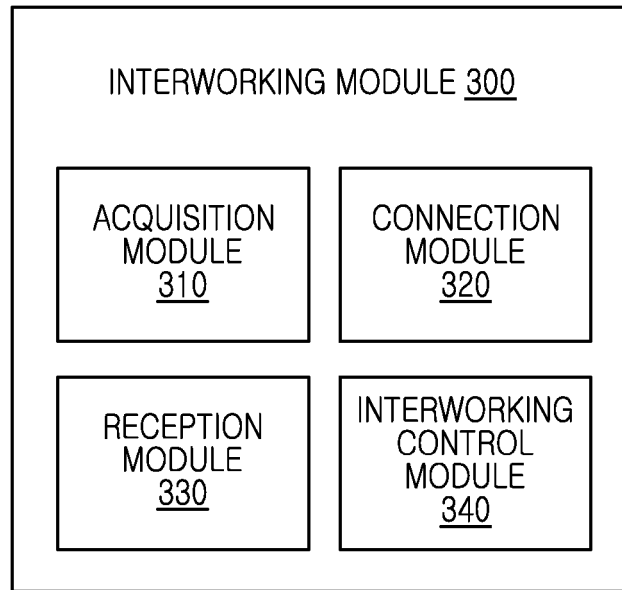 INTERWORKING MODULE 300
ACQUISITION
MODULE
310
CONNECTION
MODULE
320
RECEPTION
MODULE
330
INTERWORKING
CONTROL
MODULE
340